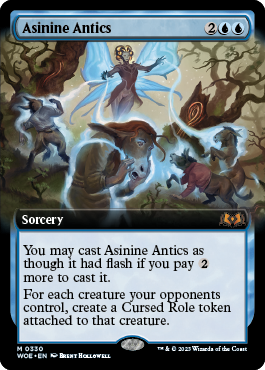 Asinine Antics 2
Sorcery
You may cast Asinine Antics as
though it had flash if you pay 2
more to cast it.
For each creature your opponents
control, create a Cursed Role token
attached to that creature.
M 0330
WOE • EN Brent Hollowell
™ & © 2023 Wizards of the Coast